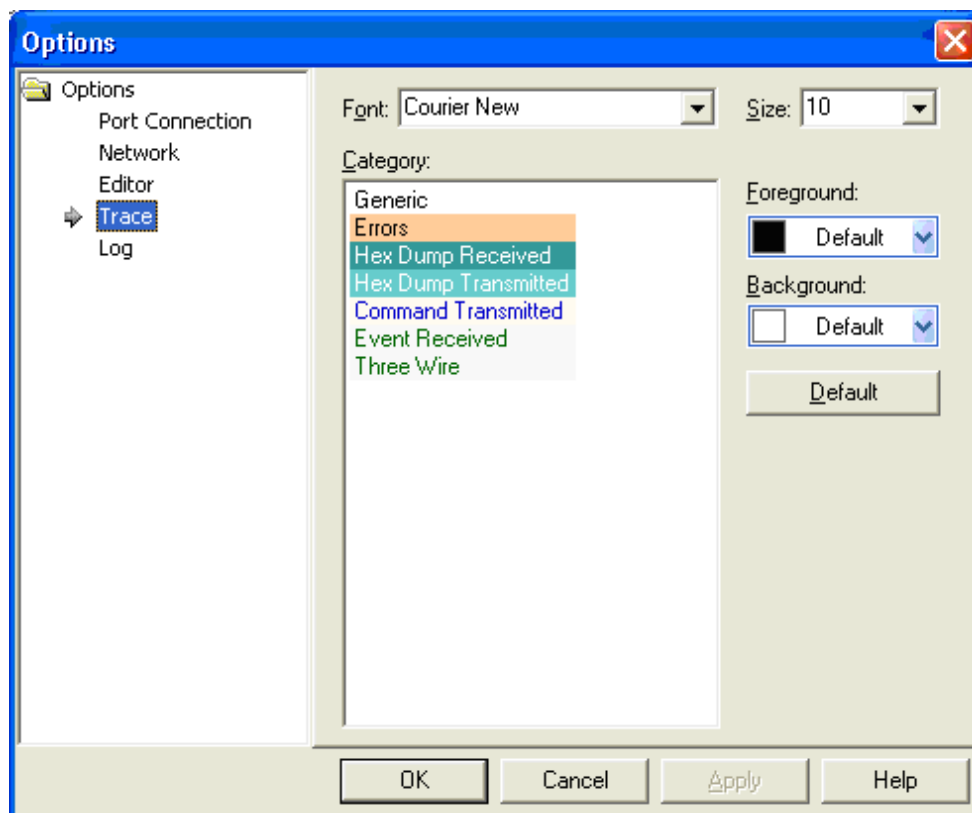 Options
Options
Port Connection
Network
Editor
Trace
Log
Font: Courier New
Size: 10
Category:
Generic
Errors
Hex Dump Received
Hex Dump Transmitted
Command Transmitted
Event Received
Three Wire
Foreground:
Default
Background:
Default
Default
OK
Cancel
Apply
Help